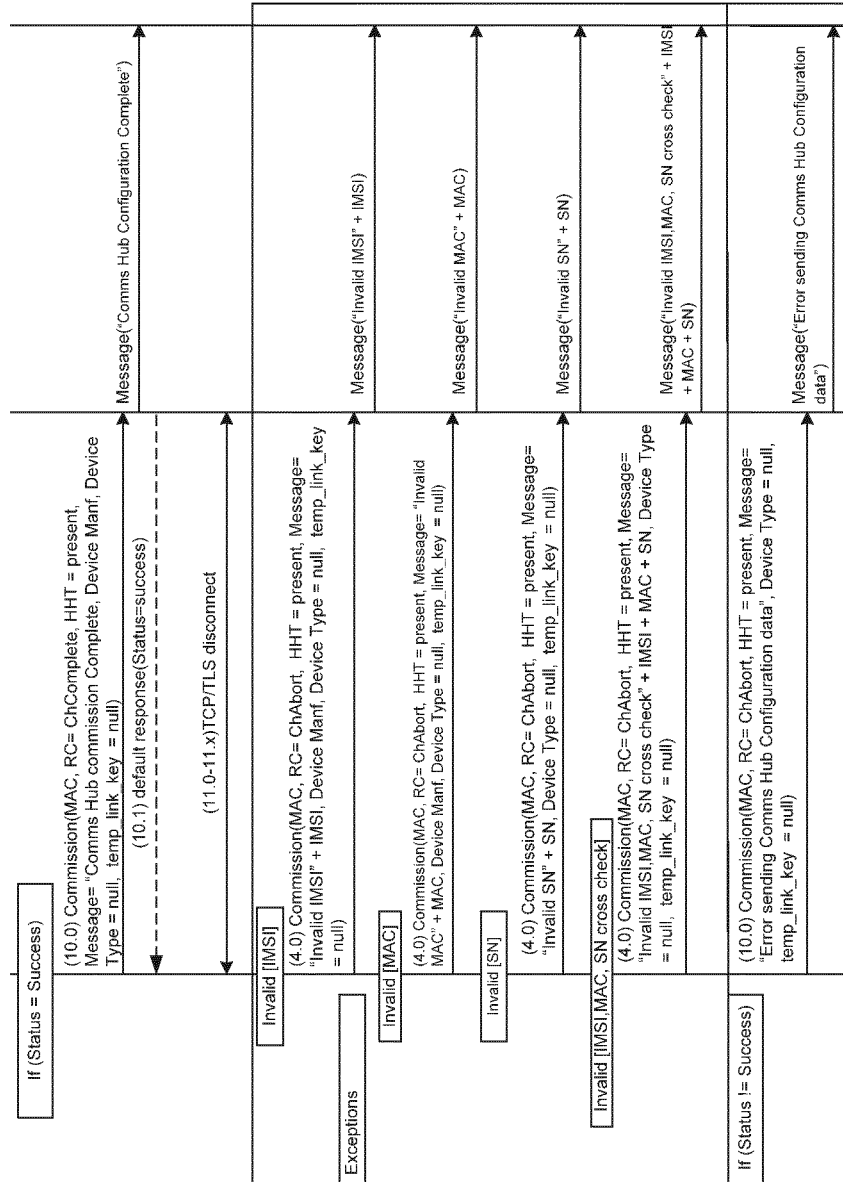 If (Status = Success)
(10.0) Commission(MAC, RC= ChComplete, HHT = present,
Message= "Comms Hub commission Complete, Device Manf, Device
Type = null, temp_link_key = null)
Message("Comms Hub Configuration Complete")
(10.1) default response(Status=success)
(11.0-11.x)TCP/TLS disconnect
Exceptions
Invalid [IMSI]
(4.0) Commission(MAC, RC= ChAbort, HHT = present, Message=
"Invalid IMSI" + IMSI, Device Manf, Device Type = null, temp_link_key
= null)
Message("Invalid IMSI" + IMSI)
Invalid [MAC]
(4.0) Commission(MAC, RC= ChAbort, HHT = present, Message= "Invalid
MAC" + MAC, Device Manf, Device Type = null, temp_link_key = null)
Message("Invalid MAC" + MAC)
Invalid [SN]
(4.0) Commission(MAC, RC= ChAbort, HHT = present, Message=
"Invalid SN" + SN, Device Type = null, temp_link_key = null)
Message("Invalid SN" + SN)
Invalid [IMSI,MAC, SN cross check]
(4.0) Commission(MAC, RC= ChAbort, HHT = present, Message=
"Invalid IMSI,MAC, SN cross check" + IMSI + MAC + SN, Device Type
= null, temp_link_key = null)
Message("Invalid IMSI,MAC, SN cross check" + IMSI
+ MAC + SN)
If (Status != Success)
(10.0) Commission(MAC, RC= ChAbort, HHT = present, Message=
"Error sending Comms Hub Configuration data", Device Type = null,
temp_link_key = null)
Message("Error sending Comms Hub Configuration
data")